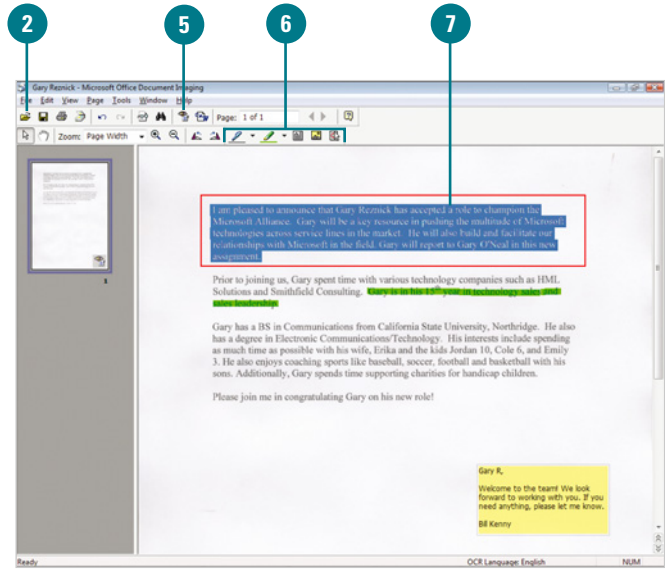 2 5 6 7
Gary Reznick - Microsoft Office Document Imaging
File Edit View Page Tools Window Help
Page: 1 of 1
Zoom: Page Width
I am pleased to announce that Gary Reznick has accepted a role to champion the
Microsoft Alliance. Gary will be a key resource in pushing the multitude of Microsoft
technologies across service lines in the market. He will also build and facilitate our
relationships with Microsoft in the field. Gary will report to Gary O'Neal in this new
assignment.
Prior to joining us, Gary spent time with various technology companies such as HML
Solutions and Smithfield Consulting. Gary is in his 15th year in technology sales and
sales leadership.
Gary has a BS in Communications from California State University, Northridge. He also
has a degree in Electronic Communications/Technology. His interests include spending
as much time as possible with his wife, Erika and the kids Jordan 10, Cole 6, and Emily
3. He also enjoys coaching sports like baseball, soccer, football and basketball with his
sons. Additionally, Gary spends time supporting charities for handicap children.
Please join me in congratulating Gary on his new role!
1
Gary R,
Welcome to the team! We look
forward to working with you. If you
need anything, please let me know.
Bill Kenny
Ready OCR Language: English NUM